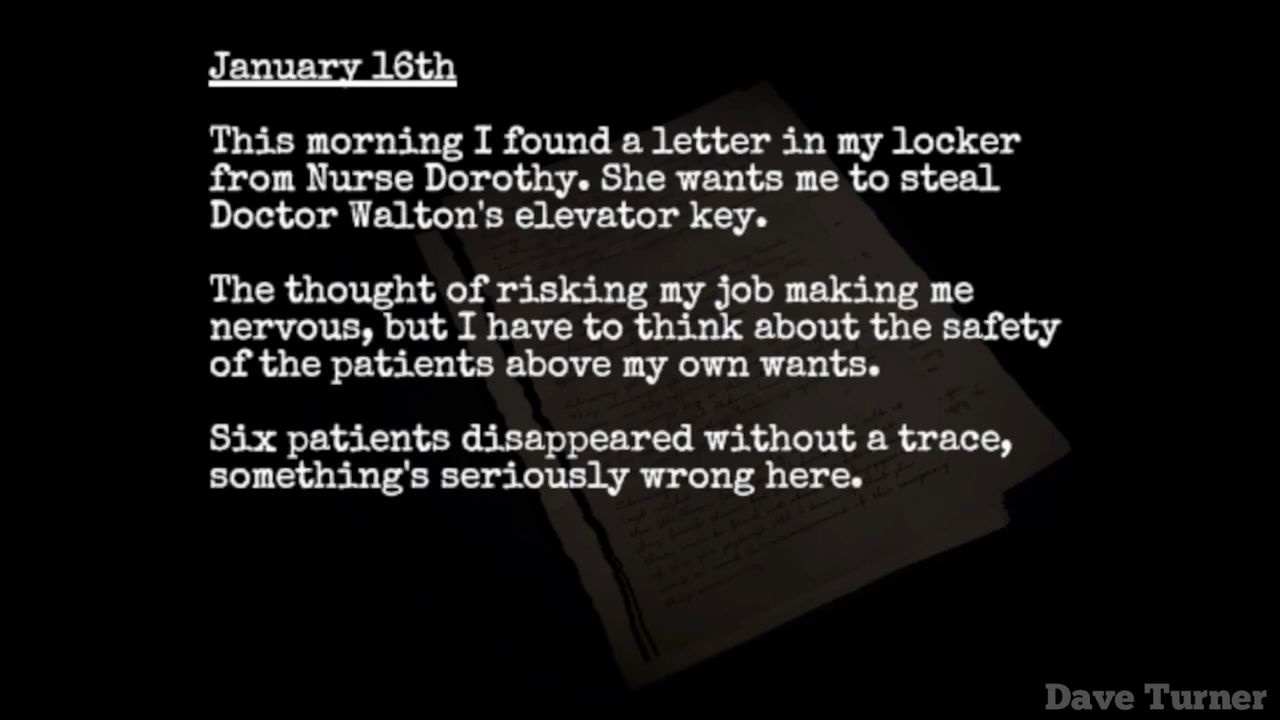 January 16th
This morning I found a letter in my locker
from Nurse Dorothy. She wants me to steal
Doctor Walton's elevator key.
The thought of risking my job making me
nervous, but I have to think about the safety
of the patients above my own wants.
Six patients disappeared without a trace,
something's seriously wrong here.
Dave Turner